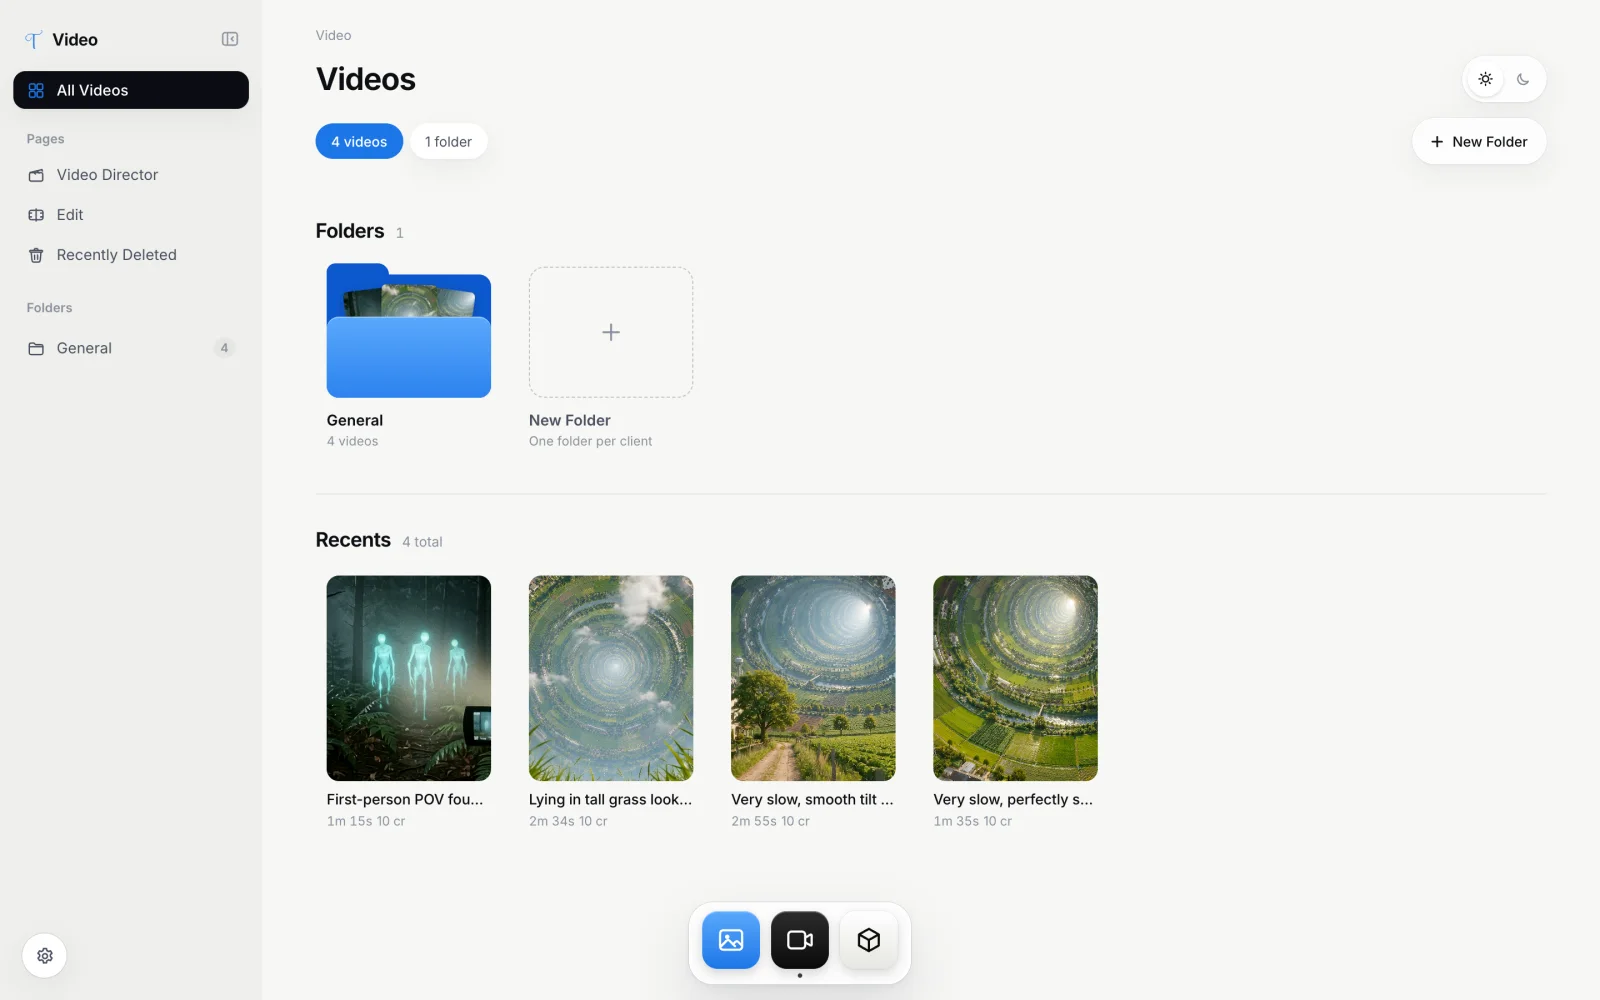 Video
All Videos
Pages
Video Director
Edit
Recently Deleted
Folders
General 4
Video
Videos
4 videos
1 folder
New Folder
Folders 1
General
4 videos
New Folder
One folder per client
Recents 4 total
First-person POV fou...
1m 15s 10 cr
Lying in tall grass look...
2m 34s 10 cr
Very slow, smooth tilt ...
2m 55s 10 cr
Very slow, perfectly s...
1m 35s 10 cr